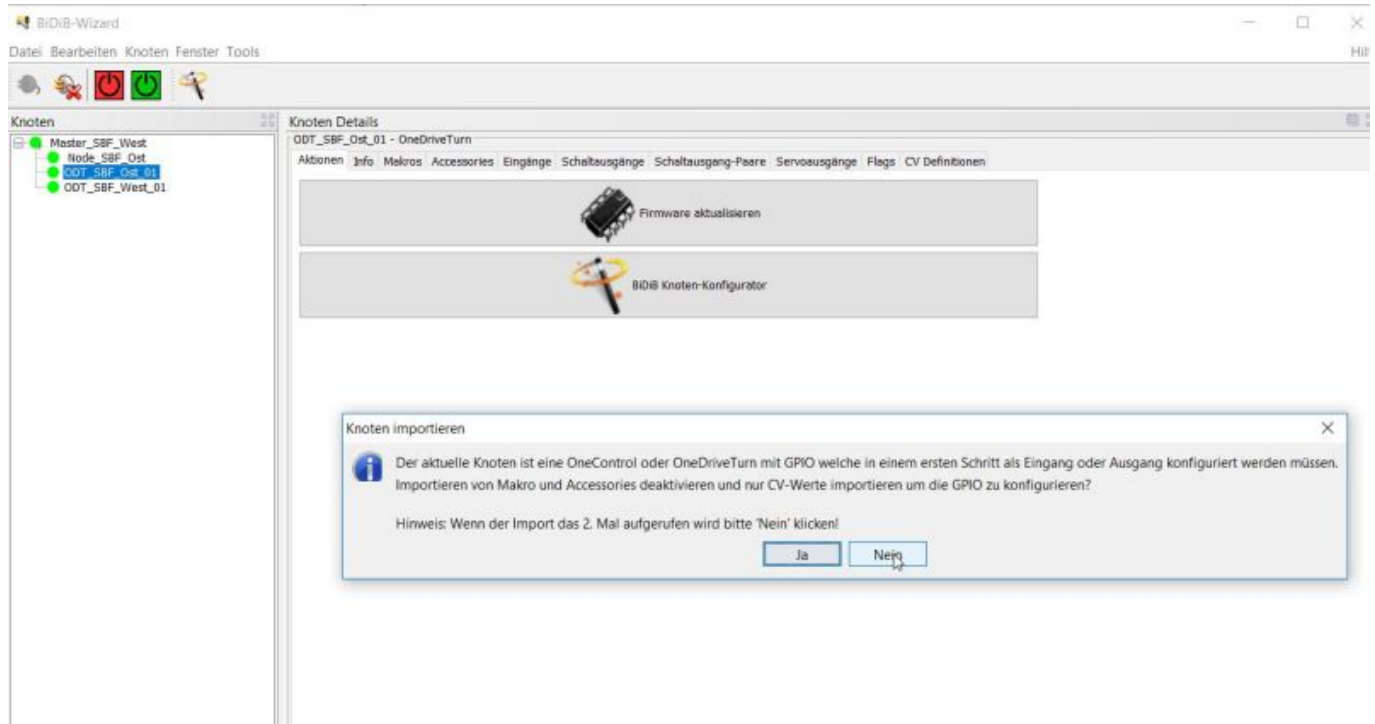 BiDiB-Wizard
Datei Bearbeiten Knoten Fenster Tools
Knoten
Master_SBF_West
Node_SBF_Ost
ODT_SBF_Ost_01
ODT_SBF_West_01
Knoten Details
ODT_SBF_Ost_01 - OneDriveTurn
Aktionen Info Makros Accessories Eingänge Schaltausgänge Schaltausgang-Paare Servoausgänge Flags CV Definitionen
Firmware aktualisieren
BiDiB Knoten-Konfigurator
Knoten importieren
Der aktuelle Knoten ist eine OneControl oder OneDriveTurn mit GPIO welche in einem ersten Schritt als Eingang oder Ausgang konfiguriert werden müssen.
Importieren von Makro und Accessories deaktivieren und nur CV-Werte importieren um die GPIO zu konfigurieren?
Hinweis: Wenn der Import das 2. Mal aufgerufen wird bitte 'Nein' klicken!
Ja Nein